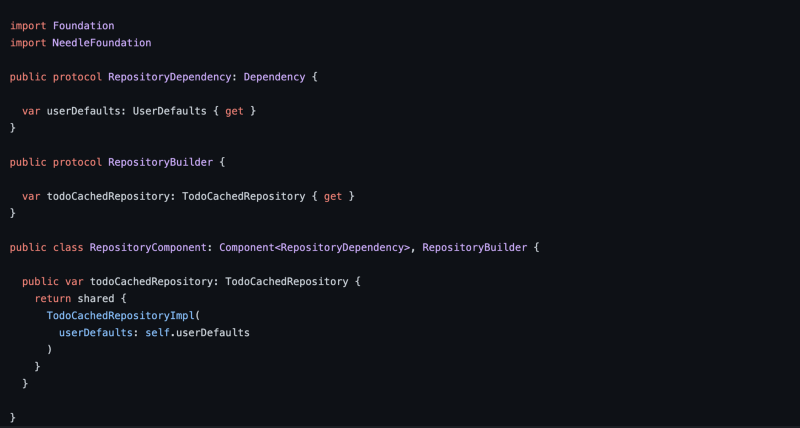 import Foundation
import NeedleFoundation
public protocol RepositoryDependency: Dependency {
var userDefaults: UserDefaults { get }
}
public protocol RepositoryBuilder {
var todoCachedRepository: TodoCachedRepository { get }
}
public class RepositoryComponent: Component<RepositoryDependency>, RepositoryBuilder {
public var todoCachedRepository: TodoCachedRepository {
return shared {
TodoCachedRepositoryImpl(
userDefaults: self.userDefaults
)
}
}
}